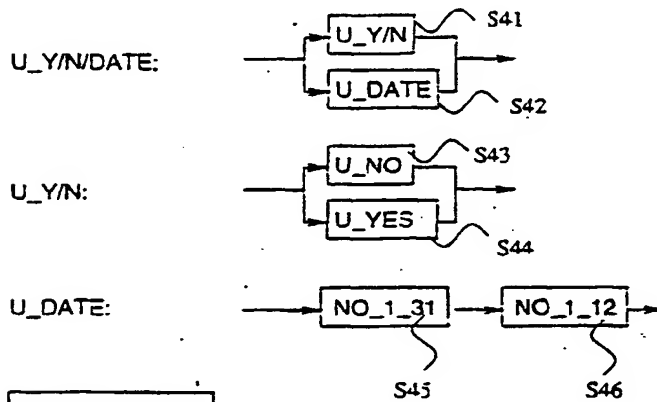 S41
U_Y/N
U_Y/N/DATE:
U_DATE
S42
S43
U_NO
U_Y/N:
U_YES
S44
U_DATE: NO_1_31 NO_1_12
S45 S46